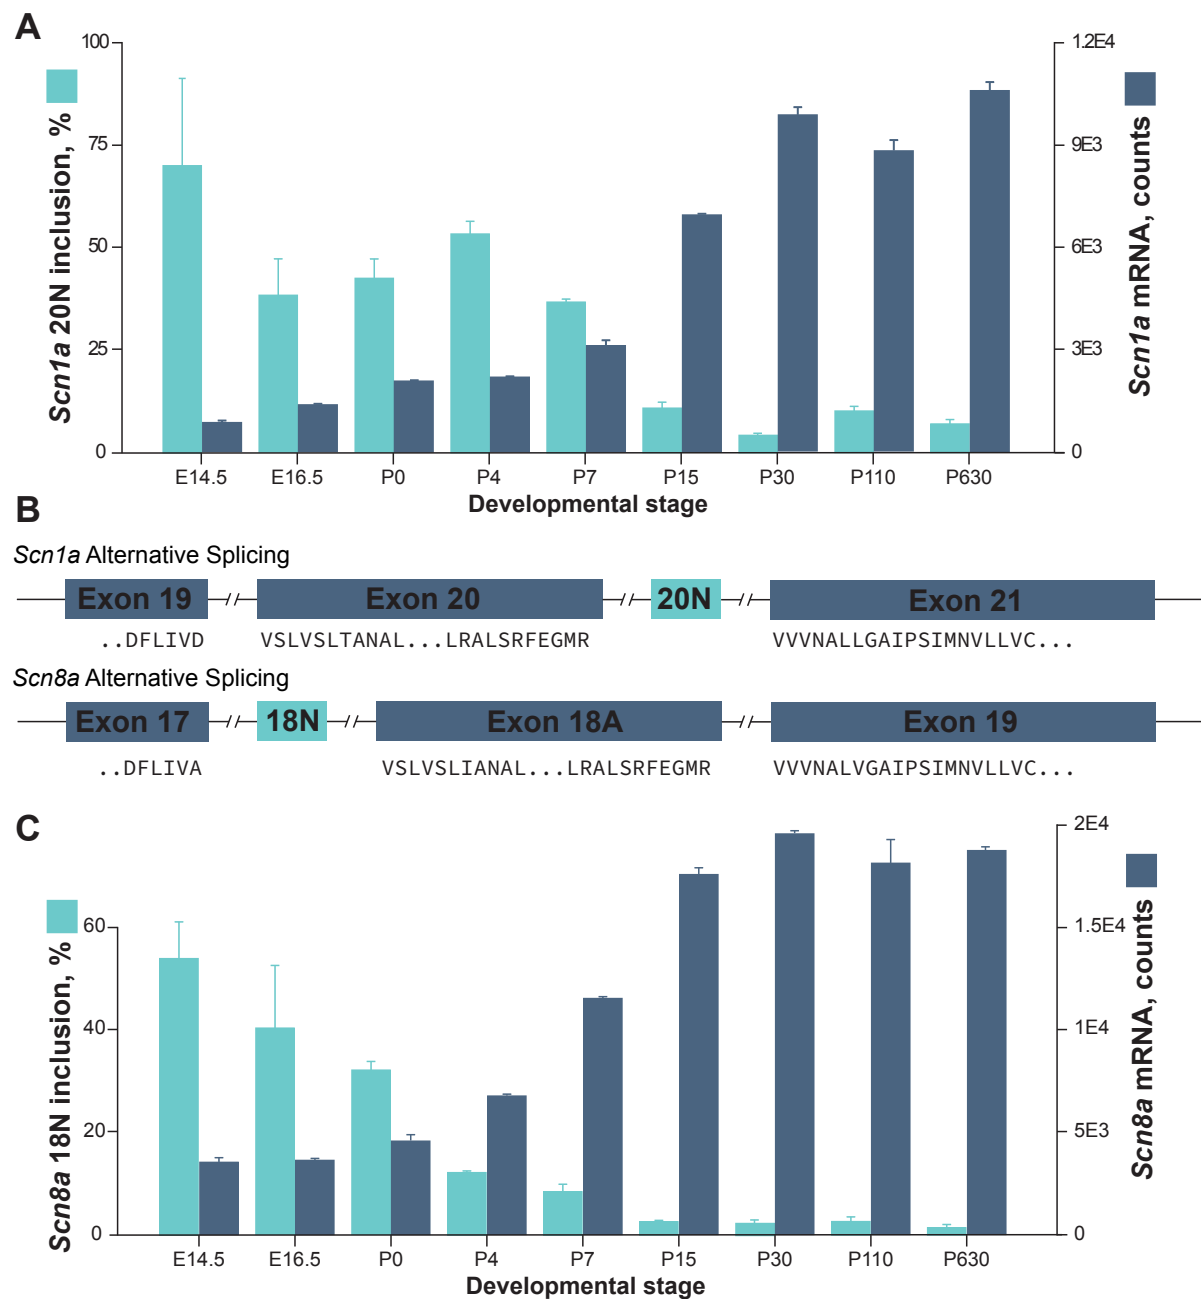 A
Scn1a 20N inclusion, %
100
75
50
25
0
1.2E4
9E3
6E3
3E3
0
Scn1a mRNA, counts
E14.5 E16.5 P0 P4 P7 P15 P30 P110 P630
Developmental stage
B
Scn1a Alternative Splicing
Exon 19 Exon 20 20N Exon 21
..DFLIVD VSLVSLTANAL...LRALSRFEGMR VVVNALLGAIPSIMNVLLVC...
Scn8a Alternative Splicing
Exon 17 18N Exon 18A Exon 19
..DFLIVA VSLVSLIANAL...LRALSRFEGMR VVVNALVGAIPSIMNVLLVC...
C
Scn8a 18N inclusion, %
60
40
20
0
2E4
1.5E4
1E4
5E3
0
Scn8a mRNA, counts
E14.5 E16.5 P0 P4 P7 P15 P30 P110 P630
Developmental stage